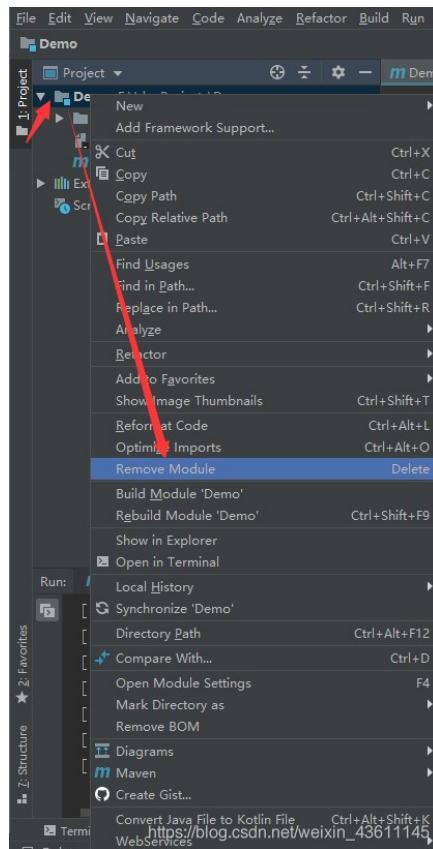 File Edit View Navigate Code Analyze Refactor Build Run
Demo
Project
m Dem
1: Project
De
New
Add Framework Support...
Cut Ctrl+X
Copy Ctrl+C
Copy Path Ctrl+Shift+C
Copy Relative Path Ctrl+Alt+Shift+C
Paste Ctrl+V
Find Usages Alt+F7
Find in Path... Ctrl+Shift+F
Replace in Path... Ctrl+Shift+R
Analyze
Refactor
Add to Favorites
Show Image Thumbnails Ctrl+Shift+T
Reformat Code Ctrl+Alt+L
Optimize Imports Ctrl+Alt+O
Remove Module Delete
Build Module 'Demo'
Rebuild Module 'Demo' Ctrl+Shift+F9
Show in Explorer
Open in Terminal
Local History
Synchronize 'Demo'
Directory Path Ctrl+Alt+F12
Compare With... Ctrl+D
Open Module Settings F4
Mark Directory as
Remove BOM
Diagrams
m Maven
Create Gist...
Convert Java File to Kotlin File Ctrl+Alt+Shift+K
WebServices
m
Ext
Scr
Run:
[
[
[
[
[
[
[
2: Favorites
7: Structure
Termi
https://blog.csdn.net/weixin_43611145